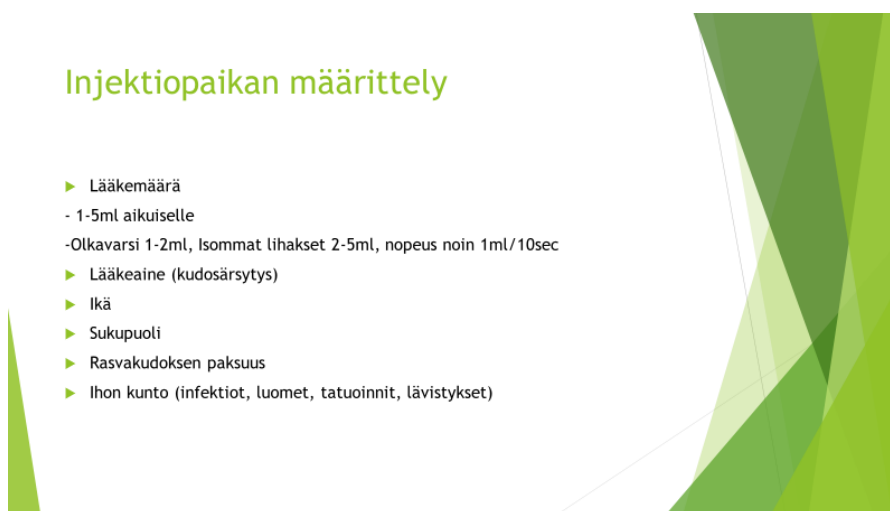 Injektiopaikan määrittely
Lääkemäärä
- 1-5ml aikuiselle
-Olkavarsi 1-2ml, Isommat lihakset 2-5ml, nopeus noin 1ml/10sec
Lääkeaine (kudosärsytys)
Ikä
Sukupuoli
Rasvakudoksen paksuus
Ihon kunto (infektiot, luomet, tatuoinnit, lävistykset)